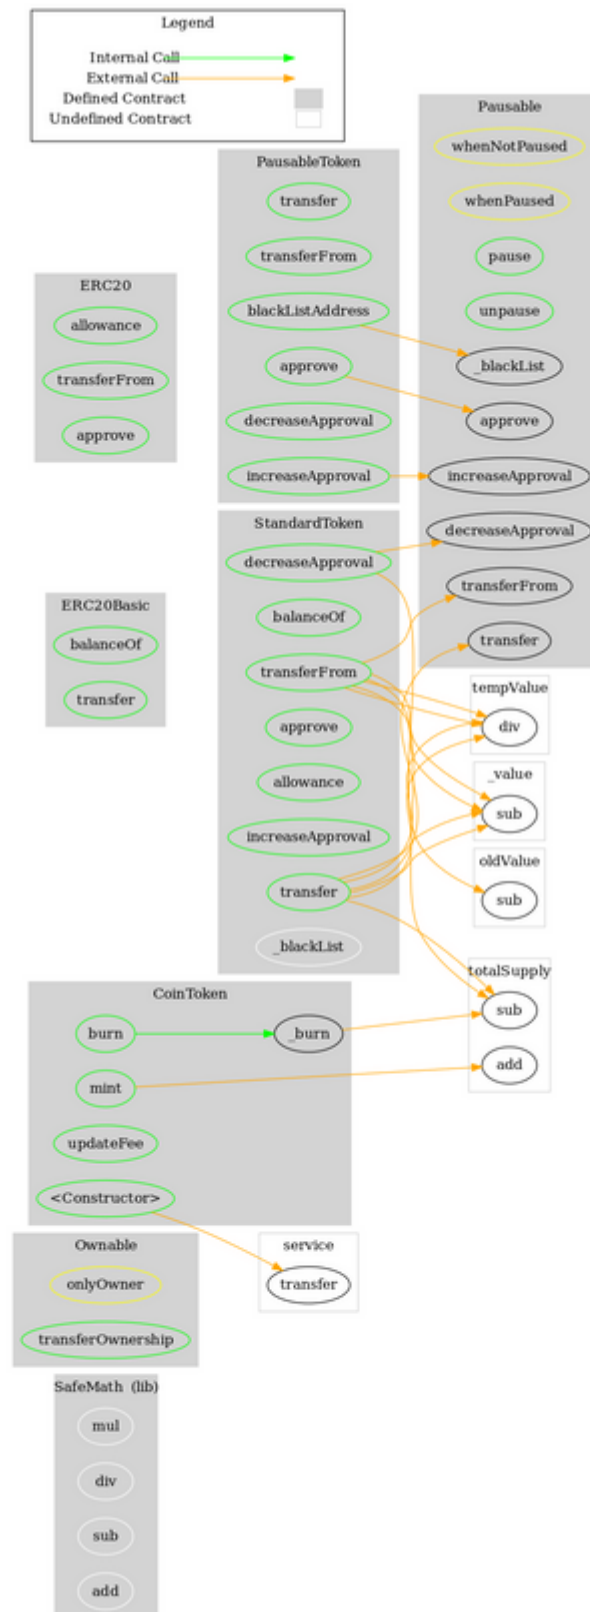 Legend
Internal Call
External Call
Defined Contract
Undefined Contract
Pausable
whenNotPaused
whenPaused
pause
unpause
_blackList
approve
increaseApproval
decreaseApproval
transferFrom
transfer
PausableToken
transfer
transferFrom
blackListAddress
approve
decreaseApproval
increaseApproval
ERC20
allowance
transferFrom
approve
StandardToken
decreaseApproval
balanceOf
transferFrom
approve
allowance
increaseApproval
transfer
_blackList
ERC20Basic
balanceOf
transfer
tempValue
div
_value
sub
oldValue
sub
totalSupply
sub
add
CoinToken
burn
_burn
mint
updateFee
<Constructor>
Ownable
onlyOwner
transferOwnership
service
transfer
SafeMath (lib)
mul
div
sub
add